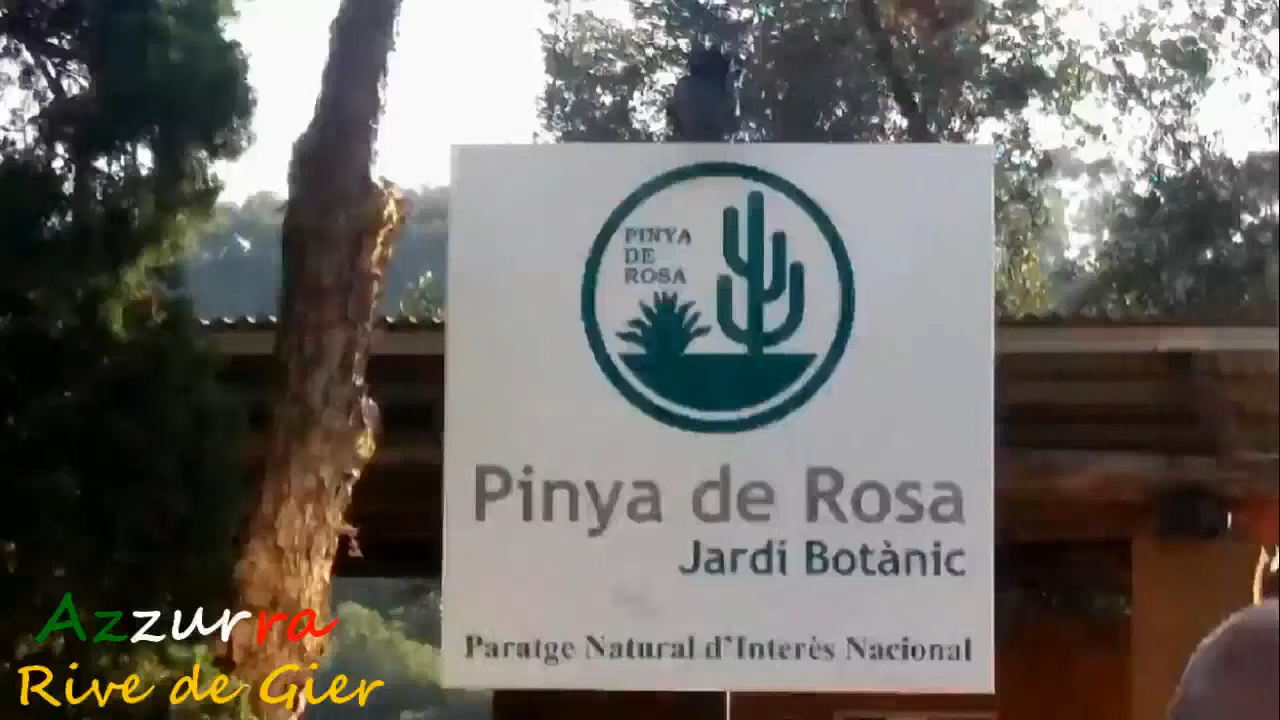 PINYA
DE
ROSA
Pinya de Rosa
Jardí Botànic
Paratge Natural d'Interès Nacional
Azzurra
Rive de Gier